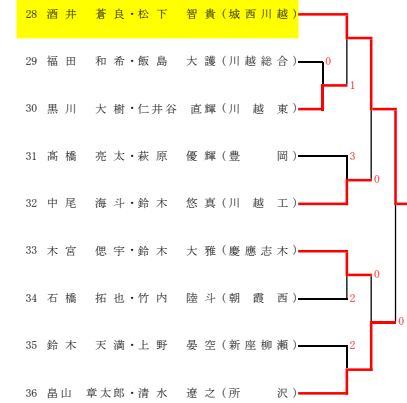 28 酒井 蒼良・松下 智貴(城西川越)
29 福田 和希・飯島 大護(川越総合) 0
1
30 黒川 大樹・仁井谷 直輝(川越東)
31 髙橋 亮太・萩原 優輝(豊岡) 3
0
32 中尾 海斗・鈴木 悠真(川越工)
33 木宮 偲宇・鈴木 大雅(慶應志木)
0
34 石橋 拓也・竹内 陸斗(朝霞西) 2
0
35 鈴木 天満・上野 晏空(新座柳瀬) 2
36 畠山 章太郎・清水 遼之(所沢)